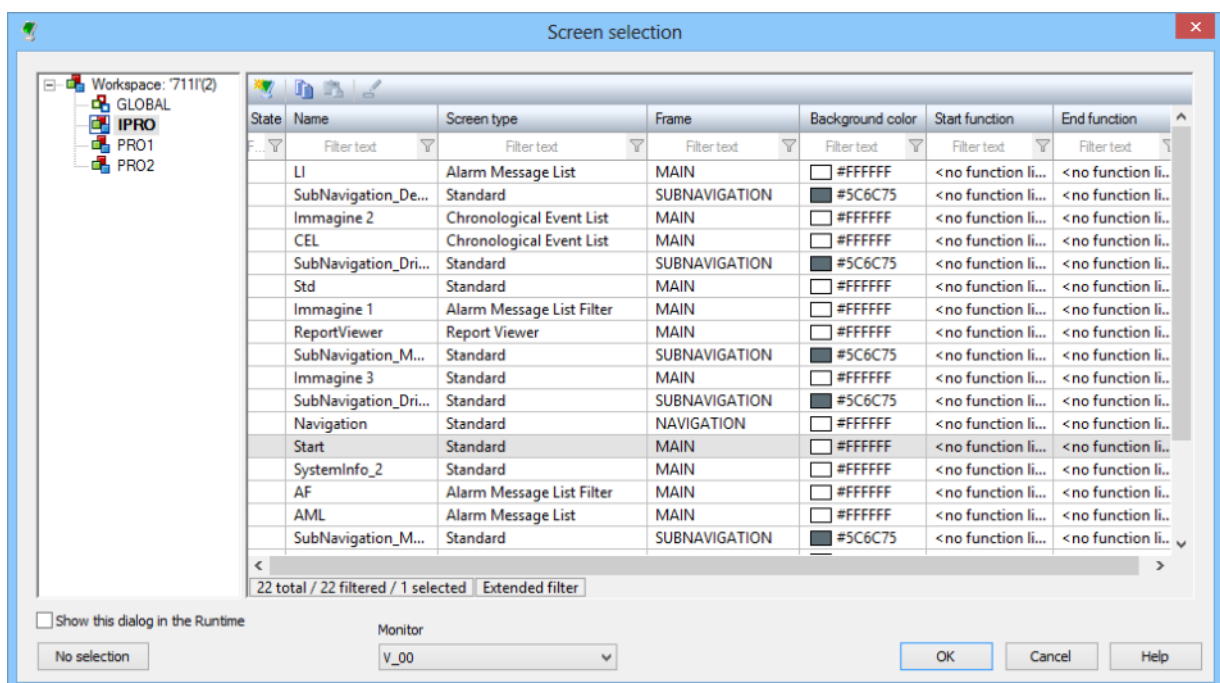 Screen selection
Workspace: '711I'(2)
GLOBAL
IPRO
PRO1
PRO2
State Name Screen type Frame Background color Start function End function
F... Filter text Filter text Filter text Filter text Filter text Filter text
LI Alarm Message List MAIN #FFFFFF <no function li... <no function li..
SubNavigation_De... Standard SUBNAVIGATION #5C6C75 <no function li... <no function li..
Immagine 2 Chronological Event List MAIN #FFFFFF <no function li... <no function li..
CEL Chronological Event List MAIN #FFFFFF <no function li... <no function li..
SubNavigation_Dri... Standard SUBNAVIGATION #5C6C75 <no function li... <no function li..
Std Standard MAIN #FFFFFF <no function li... <no function li..
Immagine 1 Alarm Message List Filter MAIN #FFFFFF <no function li... <no function li..
ReportViewer Report Viewer MAIN #FFFFFF <no function li... <no function li..
SubNavigation_M... Standard SUBNAVIGATION #5C6C75 <no function li... <no function li..
Immagine 3 Standard MAIN #FFFFFF <no function li... <no function li..
SubNavigation_Dri... Standard SUBNAVIGATION #5C6C75 <no function li... <no function li..
Navigation Standard NAVIGATION #FFFFFF <no function li... <no function li..
Start Standard MAIN #FFFFFF <no function li... <no function li..
SystemInfo_2 Standard MAIN #FFFFFF <no function li... <no function li..
AF Alarm Message List Filter MAIN #FFFFFF <no function li... <no function li..
AML Alarm Message List MAIN #FFFFFF <no function li... <no function li..
SubNavigation_M... Standard SUBNAVIGATION #5C6C75 <no function li... <no function li..
22 total / 22 filtered / 1 selected Extended filter
Show this dialog in the Runtime
Monitor
No selection V_00 OK Cancel Help